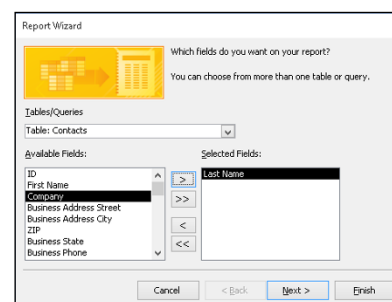 Report Wizard
Which fields do you want on your report?
You can choose from more than one table or query.
Tables/Queries
Table: Contacts
Available Fields:
Selected Fields:
ID
First Name
Company
Business Address Street
Business Address City
ZIP
Business State
Business Phone
>
>>
<
<<
Last Name
Cancel
< Back
Next >
Finish